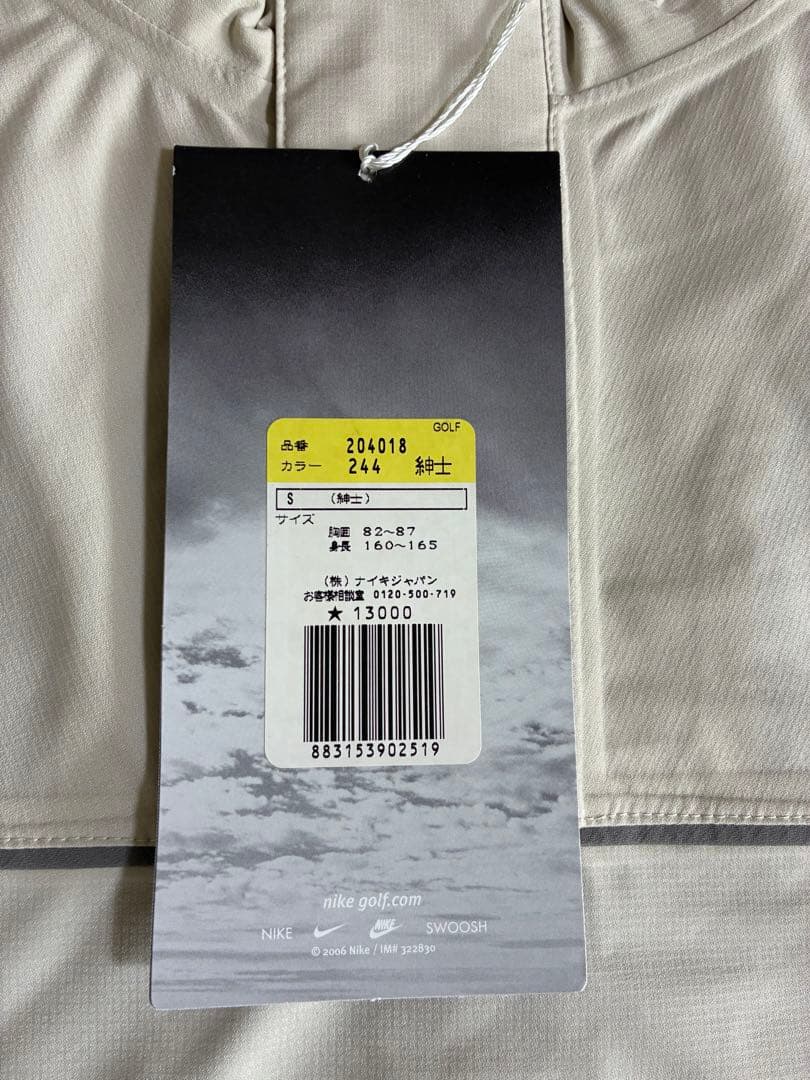 GOLF
品番 204018
カラー 244 紳士
S (紳士)
サイズ
胸囲 82~87
身長 160~165
(株)ナイキジャパン
お客様相談室 0120-500-719
★ 13000
883153902519
nike golf.com
NIKE NIKE SWOOSH
© 2006 Nike / IM# 322830